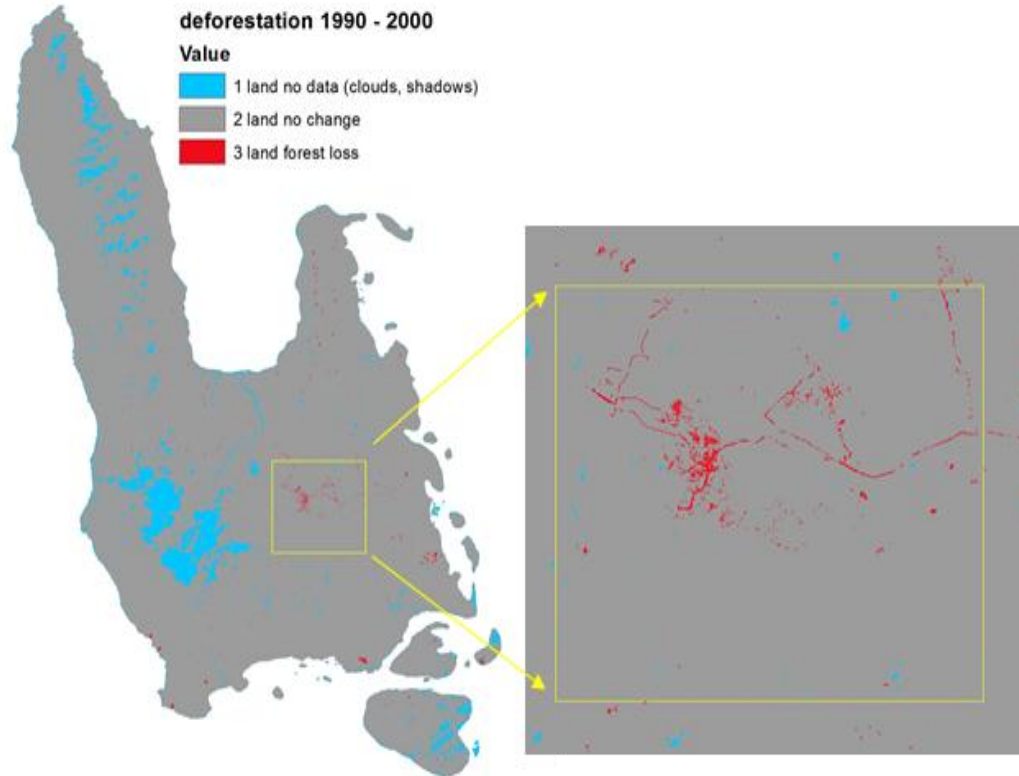 deforestation 1990 - 2000
Value
1 land no data (clouds, shadows)
2 land no change
3 land forest loss